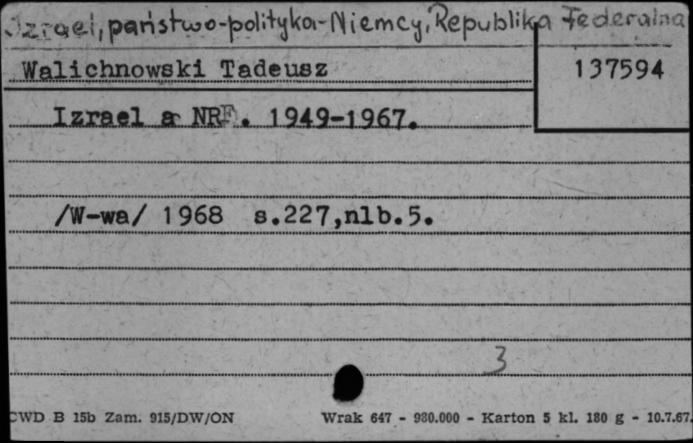 Izrael, państwo-polityka-Niemcy, Republika Federalna
Walichnowski Tadeusz
137594
Izrael a NRF. 1949-1967.
/W-wa/ 1968 s.227,nlb.5.
3
CWD B 15b Zam. 915/DW/ON Wrak 647 - 980.000 - Karton 5 kl. 180 g - 10.7.67.